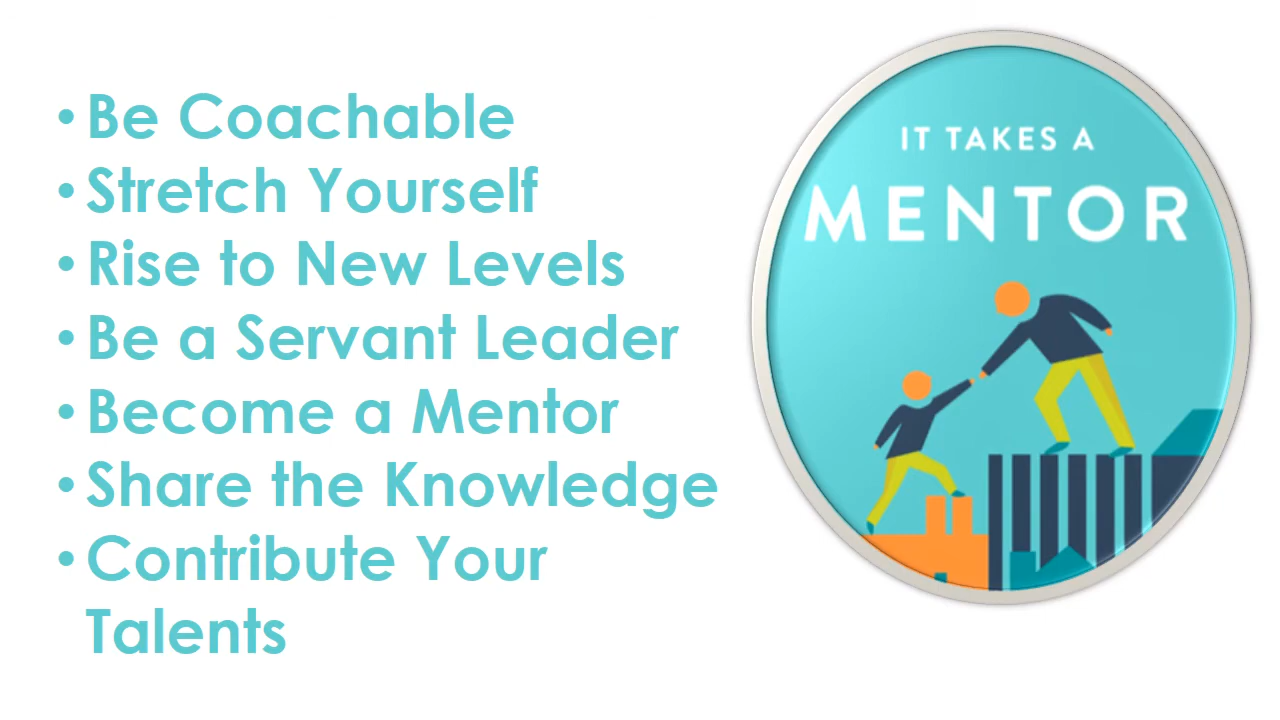 • Be Coachable
• Stretch Yourself
• Rise to New Levels
• Be a Servant Leader
• Become a Mentor
• Share the Knowledge
• Contribute Your
Talents
IT TAKES A
MENTOR